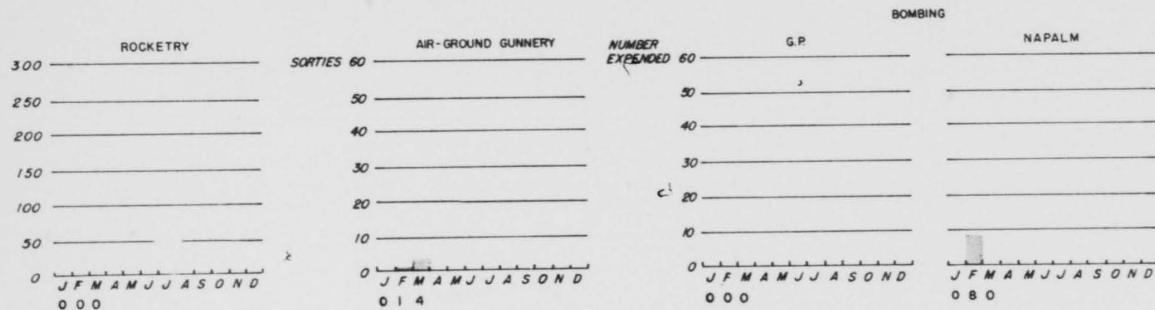 BOMBING
ROCKETRY
300
250
200
150
100
50
0
J F M A M J J A S O N D
0 0 0
AIR-GROUND GUNNERY
SORTIES 60
50
40
30
20
10
0
J F M A M J J A S O N D
0 1 4
G.P.
NUMBER
EXPENDED 60
50
40
30
20
10
0
J F M A M J J A S O N D
0 0 0
NAPALM
J F M A M J J A S O N D
0 8 0